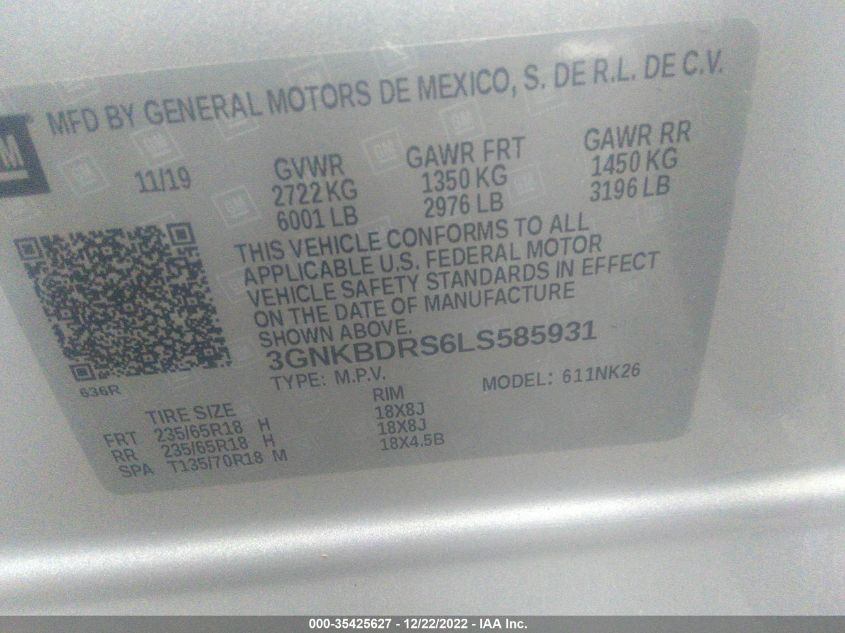 MFD BY GENERAL MOTORS DE MEXICO, S. DE R.L. DE C.V.
GM
11/19
GVWR
2722 KG
6001 LB
GAWR FRT
1350 KG
2976 LB
GAWR RR
1450 KG
3196 LB
THIS VEHICLE CONFORMS TO ALL
APPLICABLE U.S. FEDERAL MOTOR
VEHICLE SAFETY STANDARDS IN EFFECT
ON THE DATE OF MANUFACTURE
SHOWN ABOVE.
3GNKBDRS6LS585931
TYPE: M.P.V. MODEL: 611NK26
636R
TIRE SIZE RIM
FRT 235/65R18 H 18X8J
RR 235/65R18 H 18X8J
SPA T135/70R18 M 18X4.5B
000-35425627 - 12/22/2022 - IAA Inc.